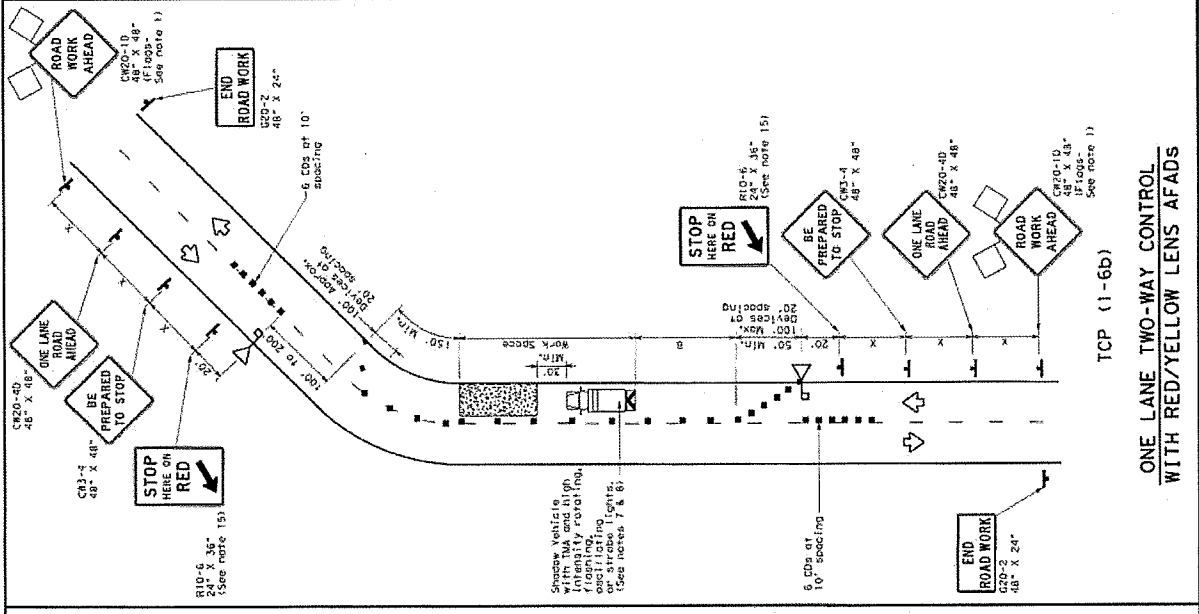 ROAD
WORK
AHEAD
CW20-1D
48" X 48"
(Flags-
See note 1)
END
ROAD WORK
G20-2
48" X 24"
6 CDs at 10'
spacing
ONE LANE
ROAD
AHEAD
CW20-4D
48" X 48"
BE
PREPARED
TO STOP
CW3-4
48" X 48"
STOP
HERE ON
RED
R10-6
24" X 36"
(See note 15)
X
X
X
20'
100' to 200'
100' Approx.
Devices at
20' spacing
150' Min.
Work Space
30'
Min.
B
100' Max.
Devices at
20' spacing
50' Min.
20'
X
X
X
Shadow Vehicle
with TMA and high
intensity rotating,
flashing,
oscillating
or strobe lights.
(See notes 7 & 8)
6 CDs at
10' spacing
STOP
HERE ON
RED
R10-6
24" X 36"
(See note 15)
BE
PREPARED
TO STOP
CW3-4
48" X 48"
ONE LANE
ROAD
AHEAD
CW20-4D
48" X 48"
ROAD
WORK
AHEAD
CW20-1D
48" X 48"
(Flags-
See note 1)
END
ROAD WORK
G20-2
48" X 24"
TCP (1-6b)
ONE LANE TWO-WAY CONTROL
WITH RED/YELLOW LENS AFADs